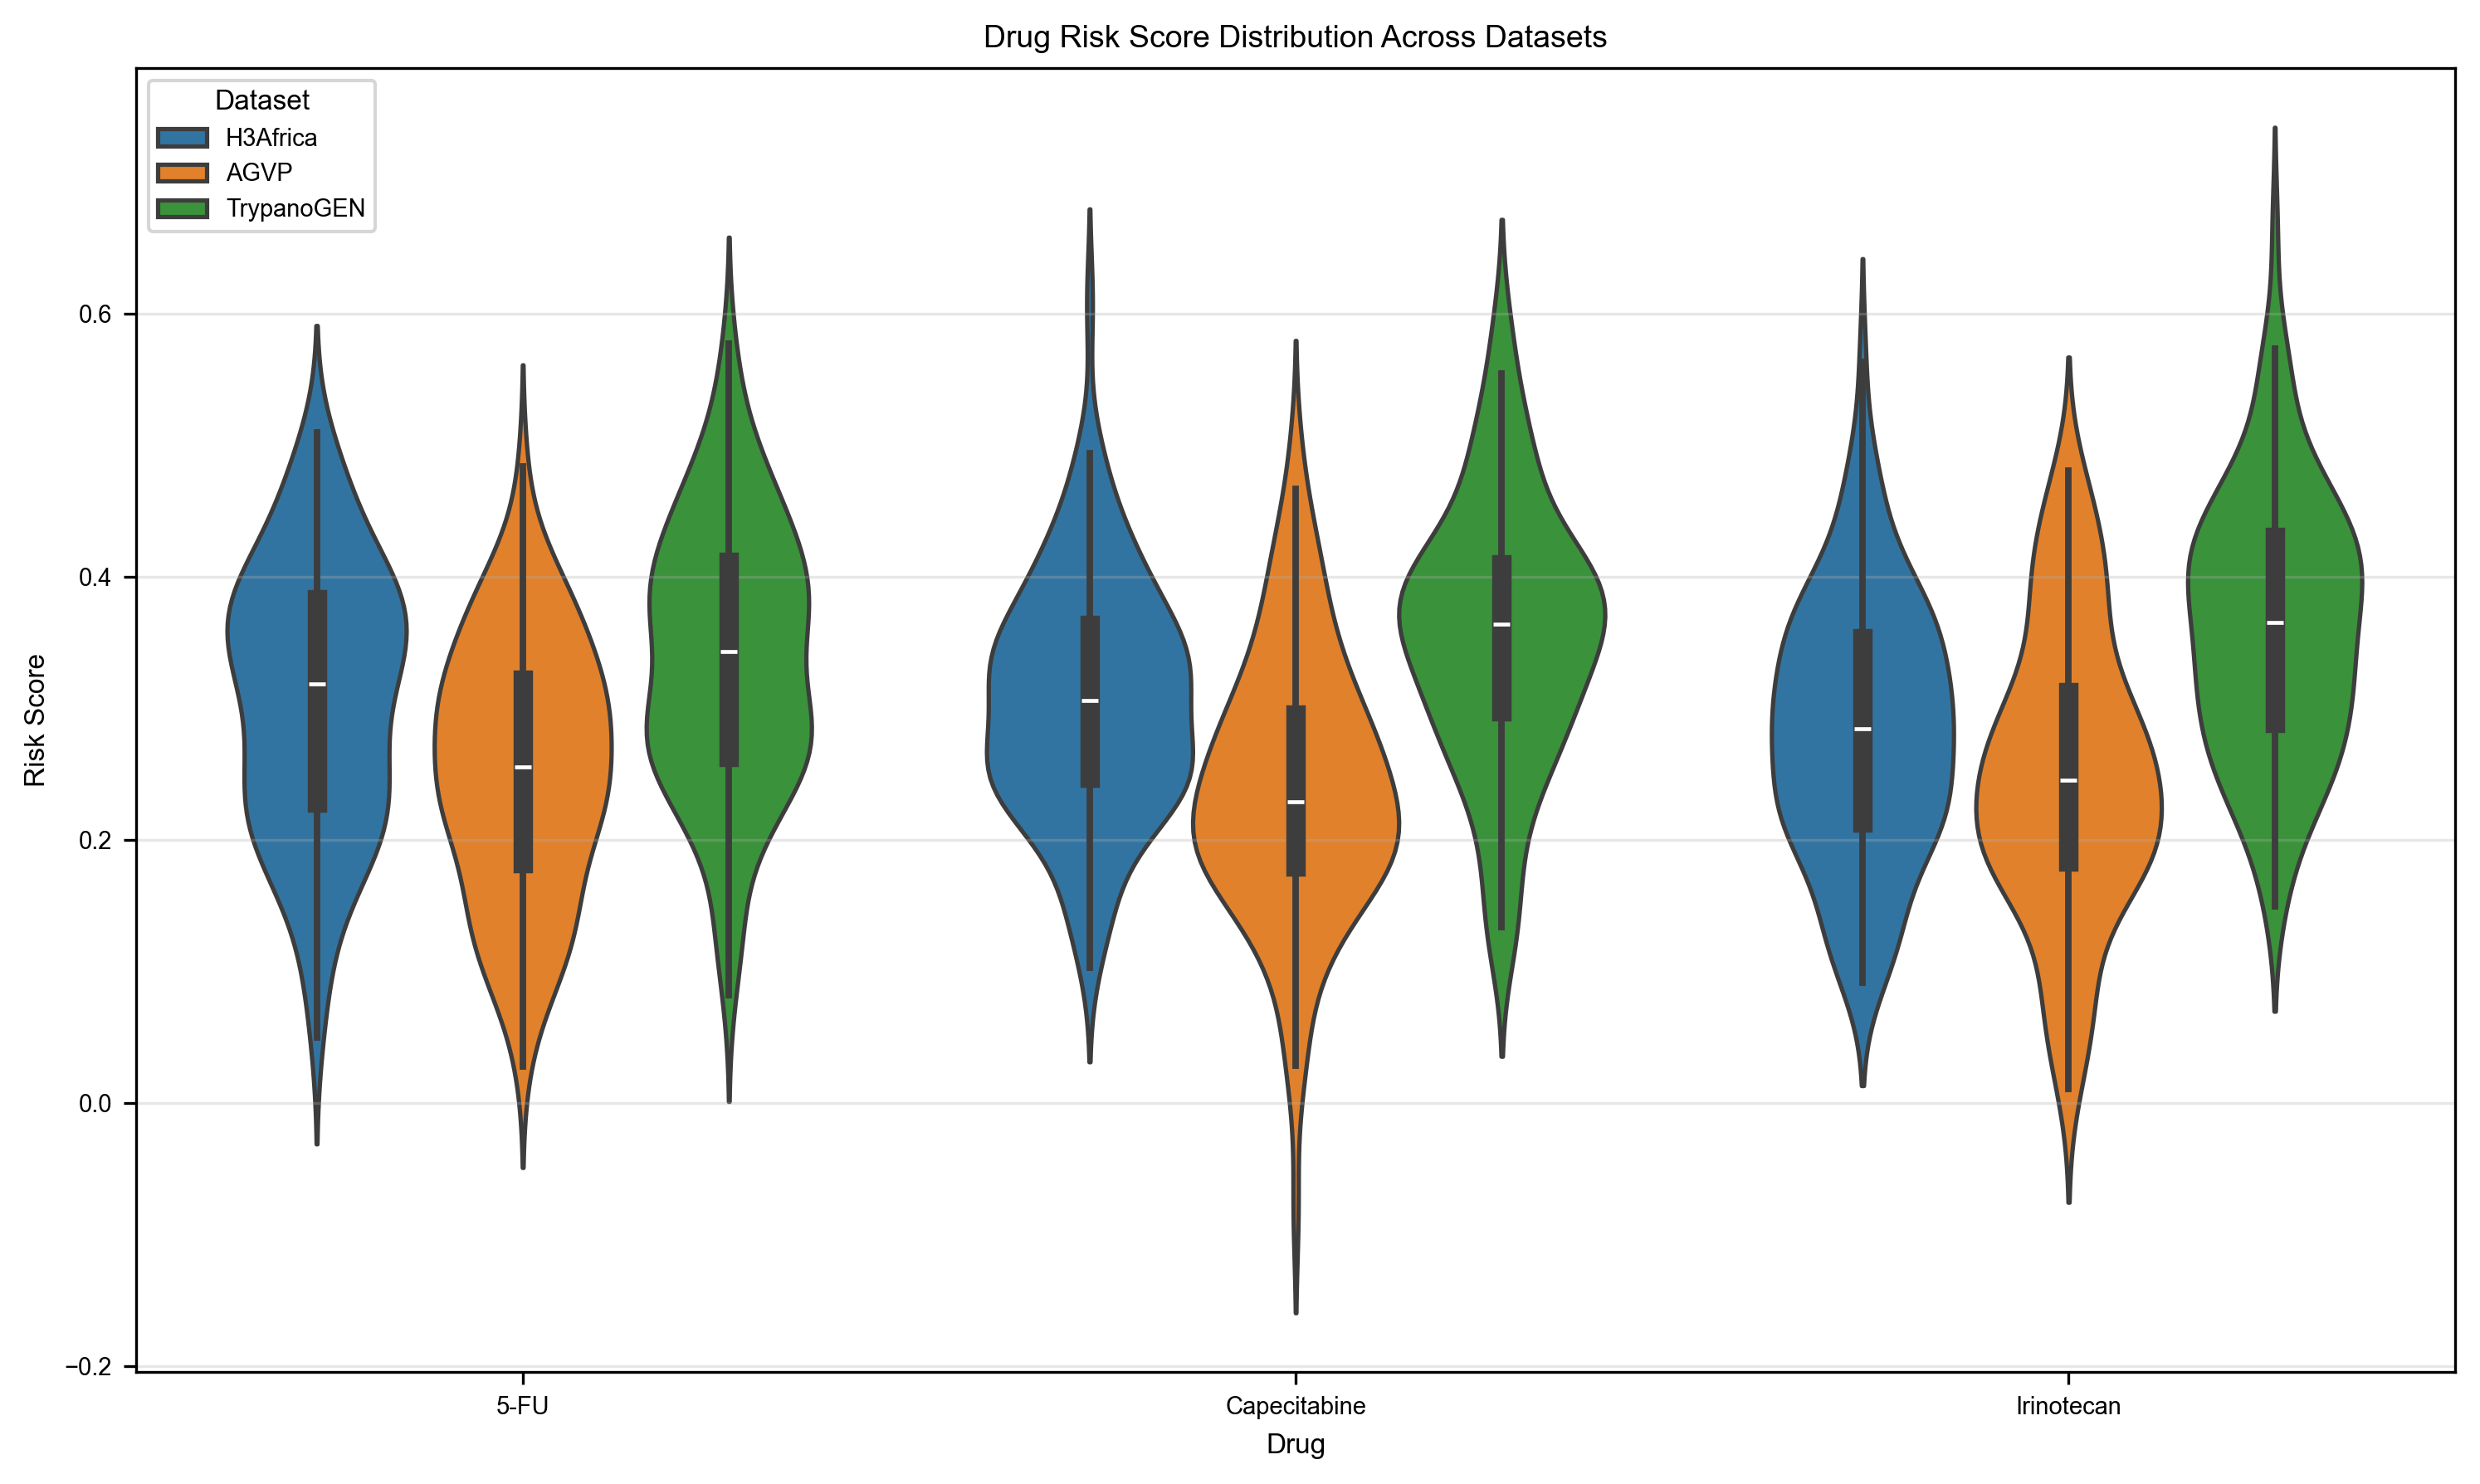 Drug Risk Score Distribution Across Datasets
Dataset
H3Africa
AGVP
TrypanoGEN
Risk Score
0.6
0.4
0.2
0.0
−0.2
5-FU
Capecitabine
Irinotecan
Drug